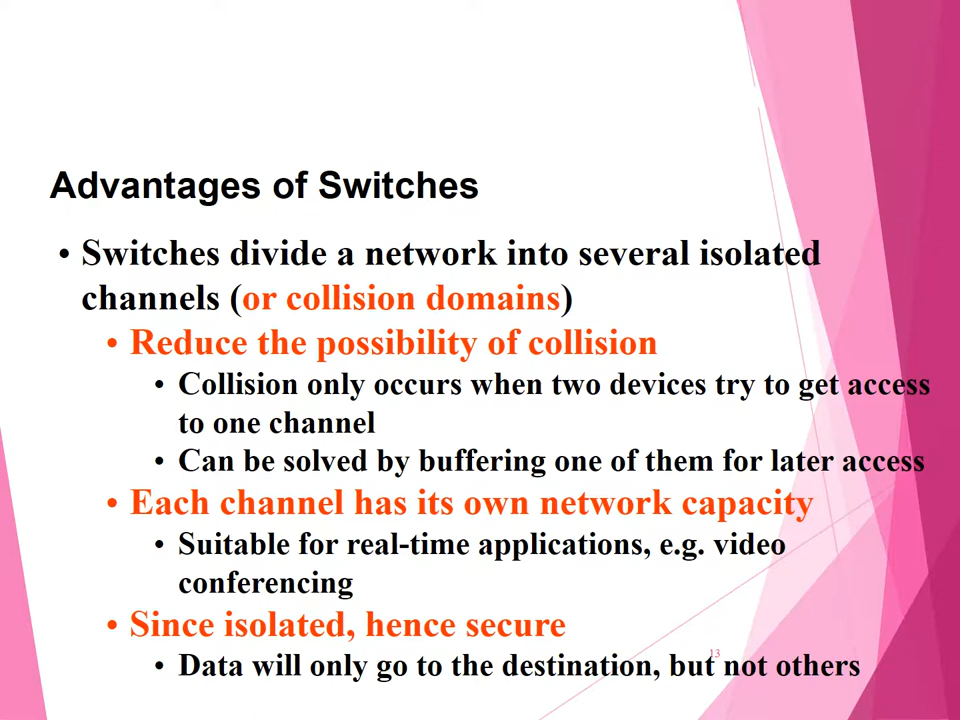 Advantages of Switches
• Switches divide a network into several isolated
channels (or collision domains)
• Reduce the possibility of collision
• Collision only occurs when two devices try to get access
to one channel
• Can be solved by buffering one of them for later access
• Each channel has its own network capacity
• Suitable for real-time applications, e.g. video
conferencing
• Since isolated, hence secure
13
• Data will only go to the destination, but not others